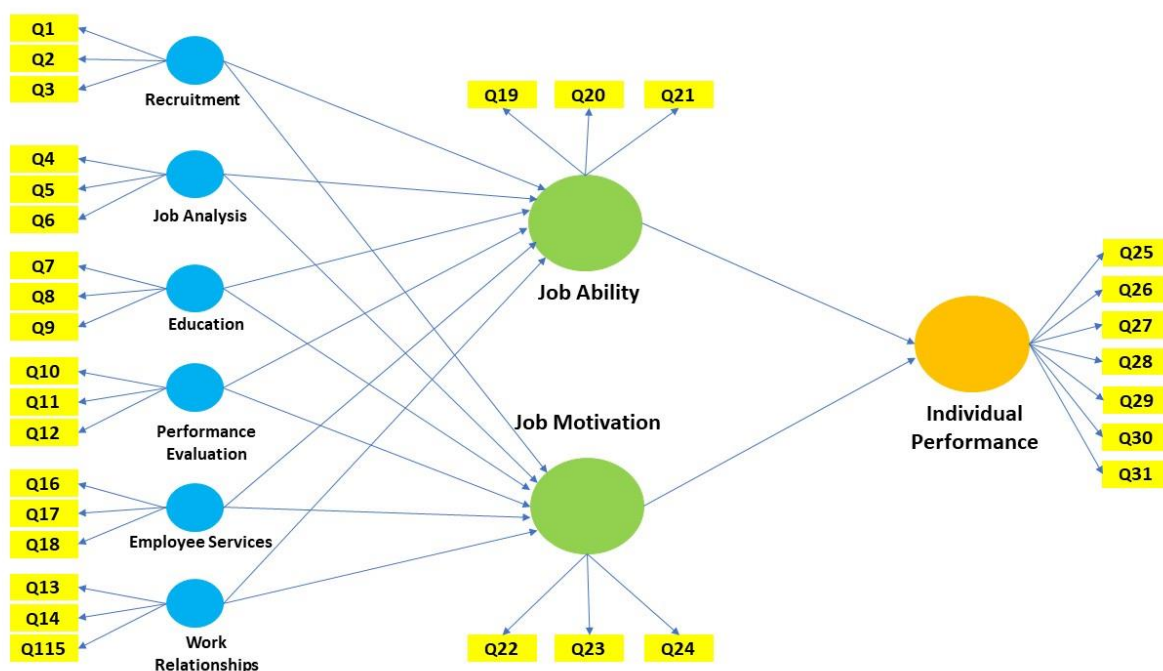 Q1
Q2
Q3
Recruitment
Q4
Q5
Q6
Job Analysis
Q7
Q8
Q9
Education
Q10
Q11
Q12
Performance
Evaluation
Q16
Q17
Q18
Employee Services
Q13
Q14
Q115
Work
Relationships
Q19 Q20 Q21
Job Ability
Job Motivation
Q22 Q23 Q24
Individual
Performance
Q25
Q26
Q27
Q28
Q29
Q30
Q31